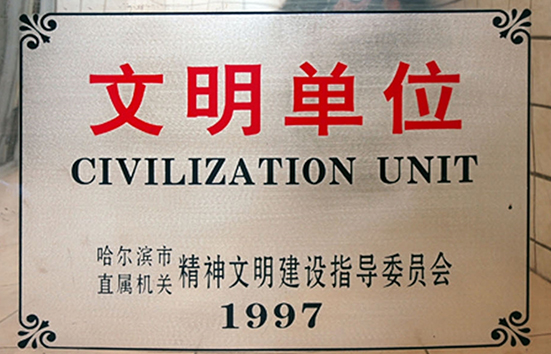 文明单位
CIVILIZATION UNIT
哈尔滨市
直属机关
精神文明建设指导委员会
1997